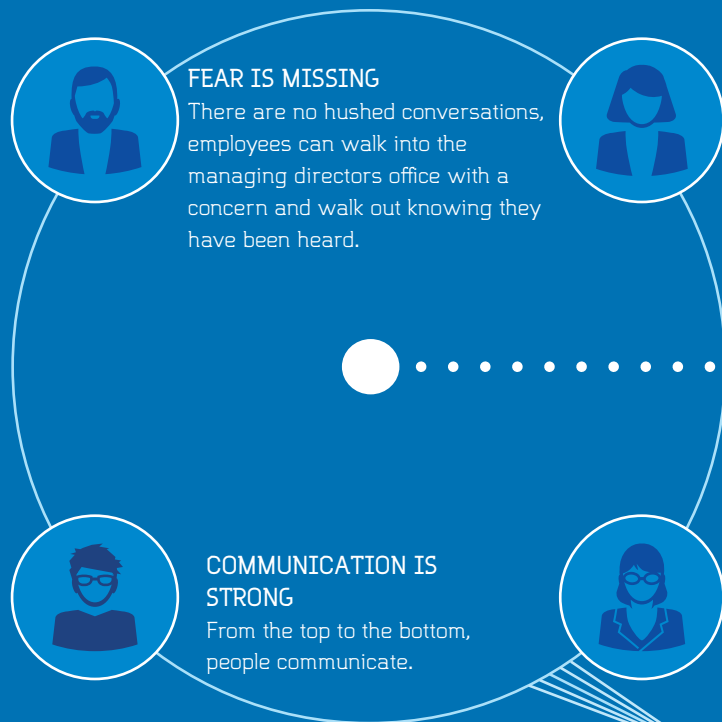 FEAR IS MISSING
There are no hushed conversations,
employees can walk into the
managing directors office with a
concern and walk out knowing they
have been heard.
COMMUNICATION IS
STRONG
From the top to the bottom,
people communicate.